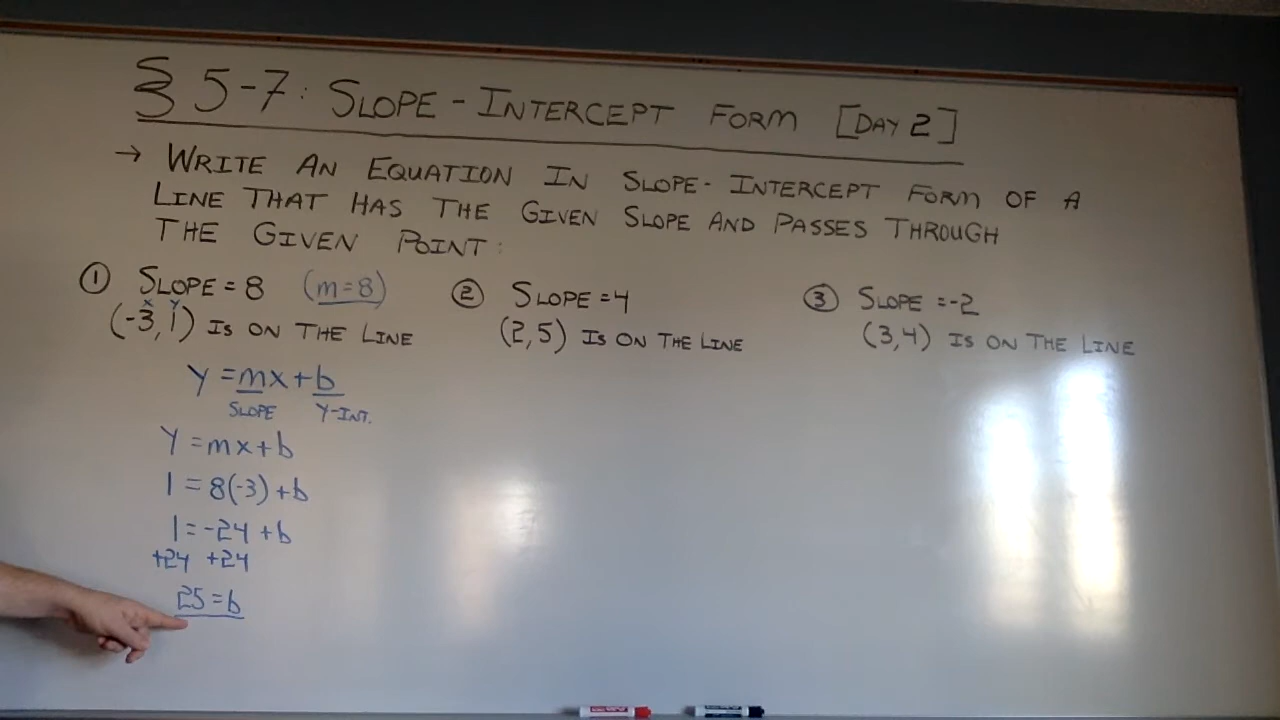 § 5-7: SLOPE-INTERCEPT FORM [DAY 2]
→ WRITE AN EQUATION IN SLOPE-INTERCEPT FORM OF A
LINE THAT HAS THE GIVEN SLOPE AND PASSES THROUGH
THE GIVEN POINT:
① SLOPE = 8 (m=8)
x y
(-3,1) IS ON THE LINE
y = mx+b
SLOPE Y-INT.
y = mx+b
1 = 8(-3)+b
1 = -24+b
+24 +24
25 = b
② SLOPE = 4
(2,5) IS ON THE LINE
③ SLOPE = -2
(3,4) IS ON THE LINE